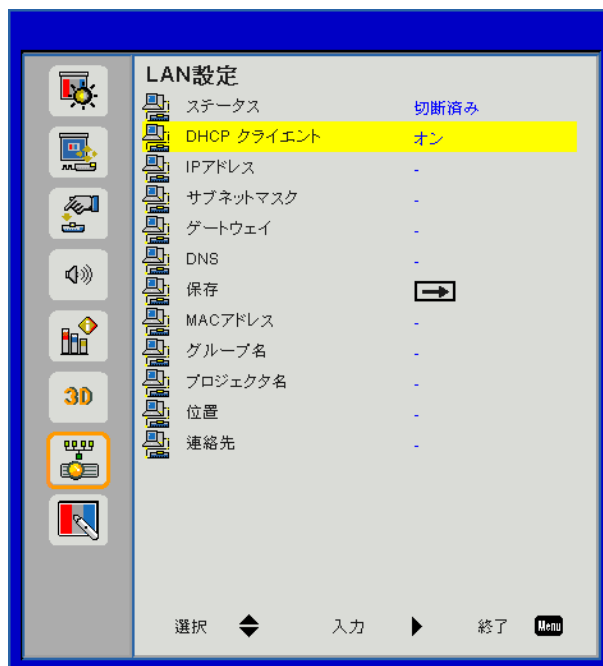 LAN設定
ステータス 切断済み
DHCP クライエント オン
IPアドレス -
サブネットマスク -
ゲートウェイ -
DNS -
保存
MACアドレス -
グループ名 -
プロジェクタ名 -
位置 -
連絡先 -
3D
選択 入力 終了 Menu